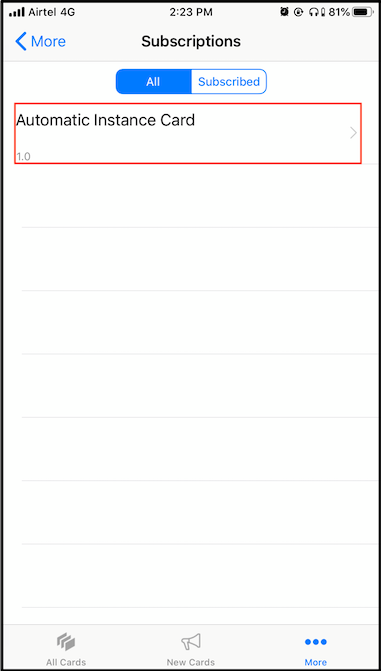 Airtel 4G 2:23 PM 81%
More Subscriptions
All Subscribed
Automatic Instance Card
1.0
All Cards New Cards More